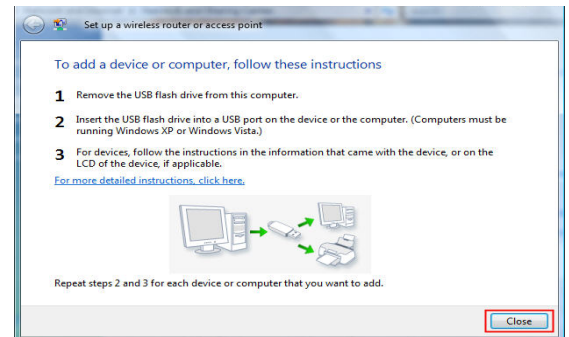 Set up a wireless router or access point
To add a device or computer, follow these instructions
1 Remove the USB flash drive from this computer.
2 Insert the USB flash drive into a USB port on the device or the computer. (Computers must be
running Windows XP or Windows Vista.)
3 For devices, follow the instructions in the information that came with the device, or on the
LCD of the device, if applicable.
For more detailed instructions, click here.
Repeat steps 2 and 3 for each device or computer that you want to add.
Close